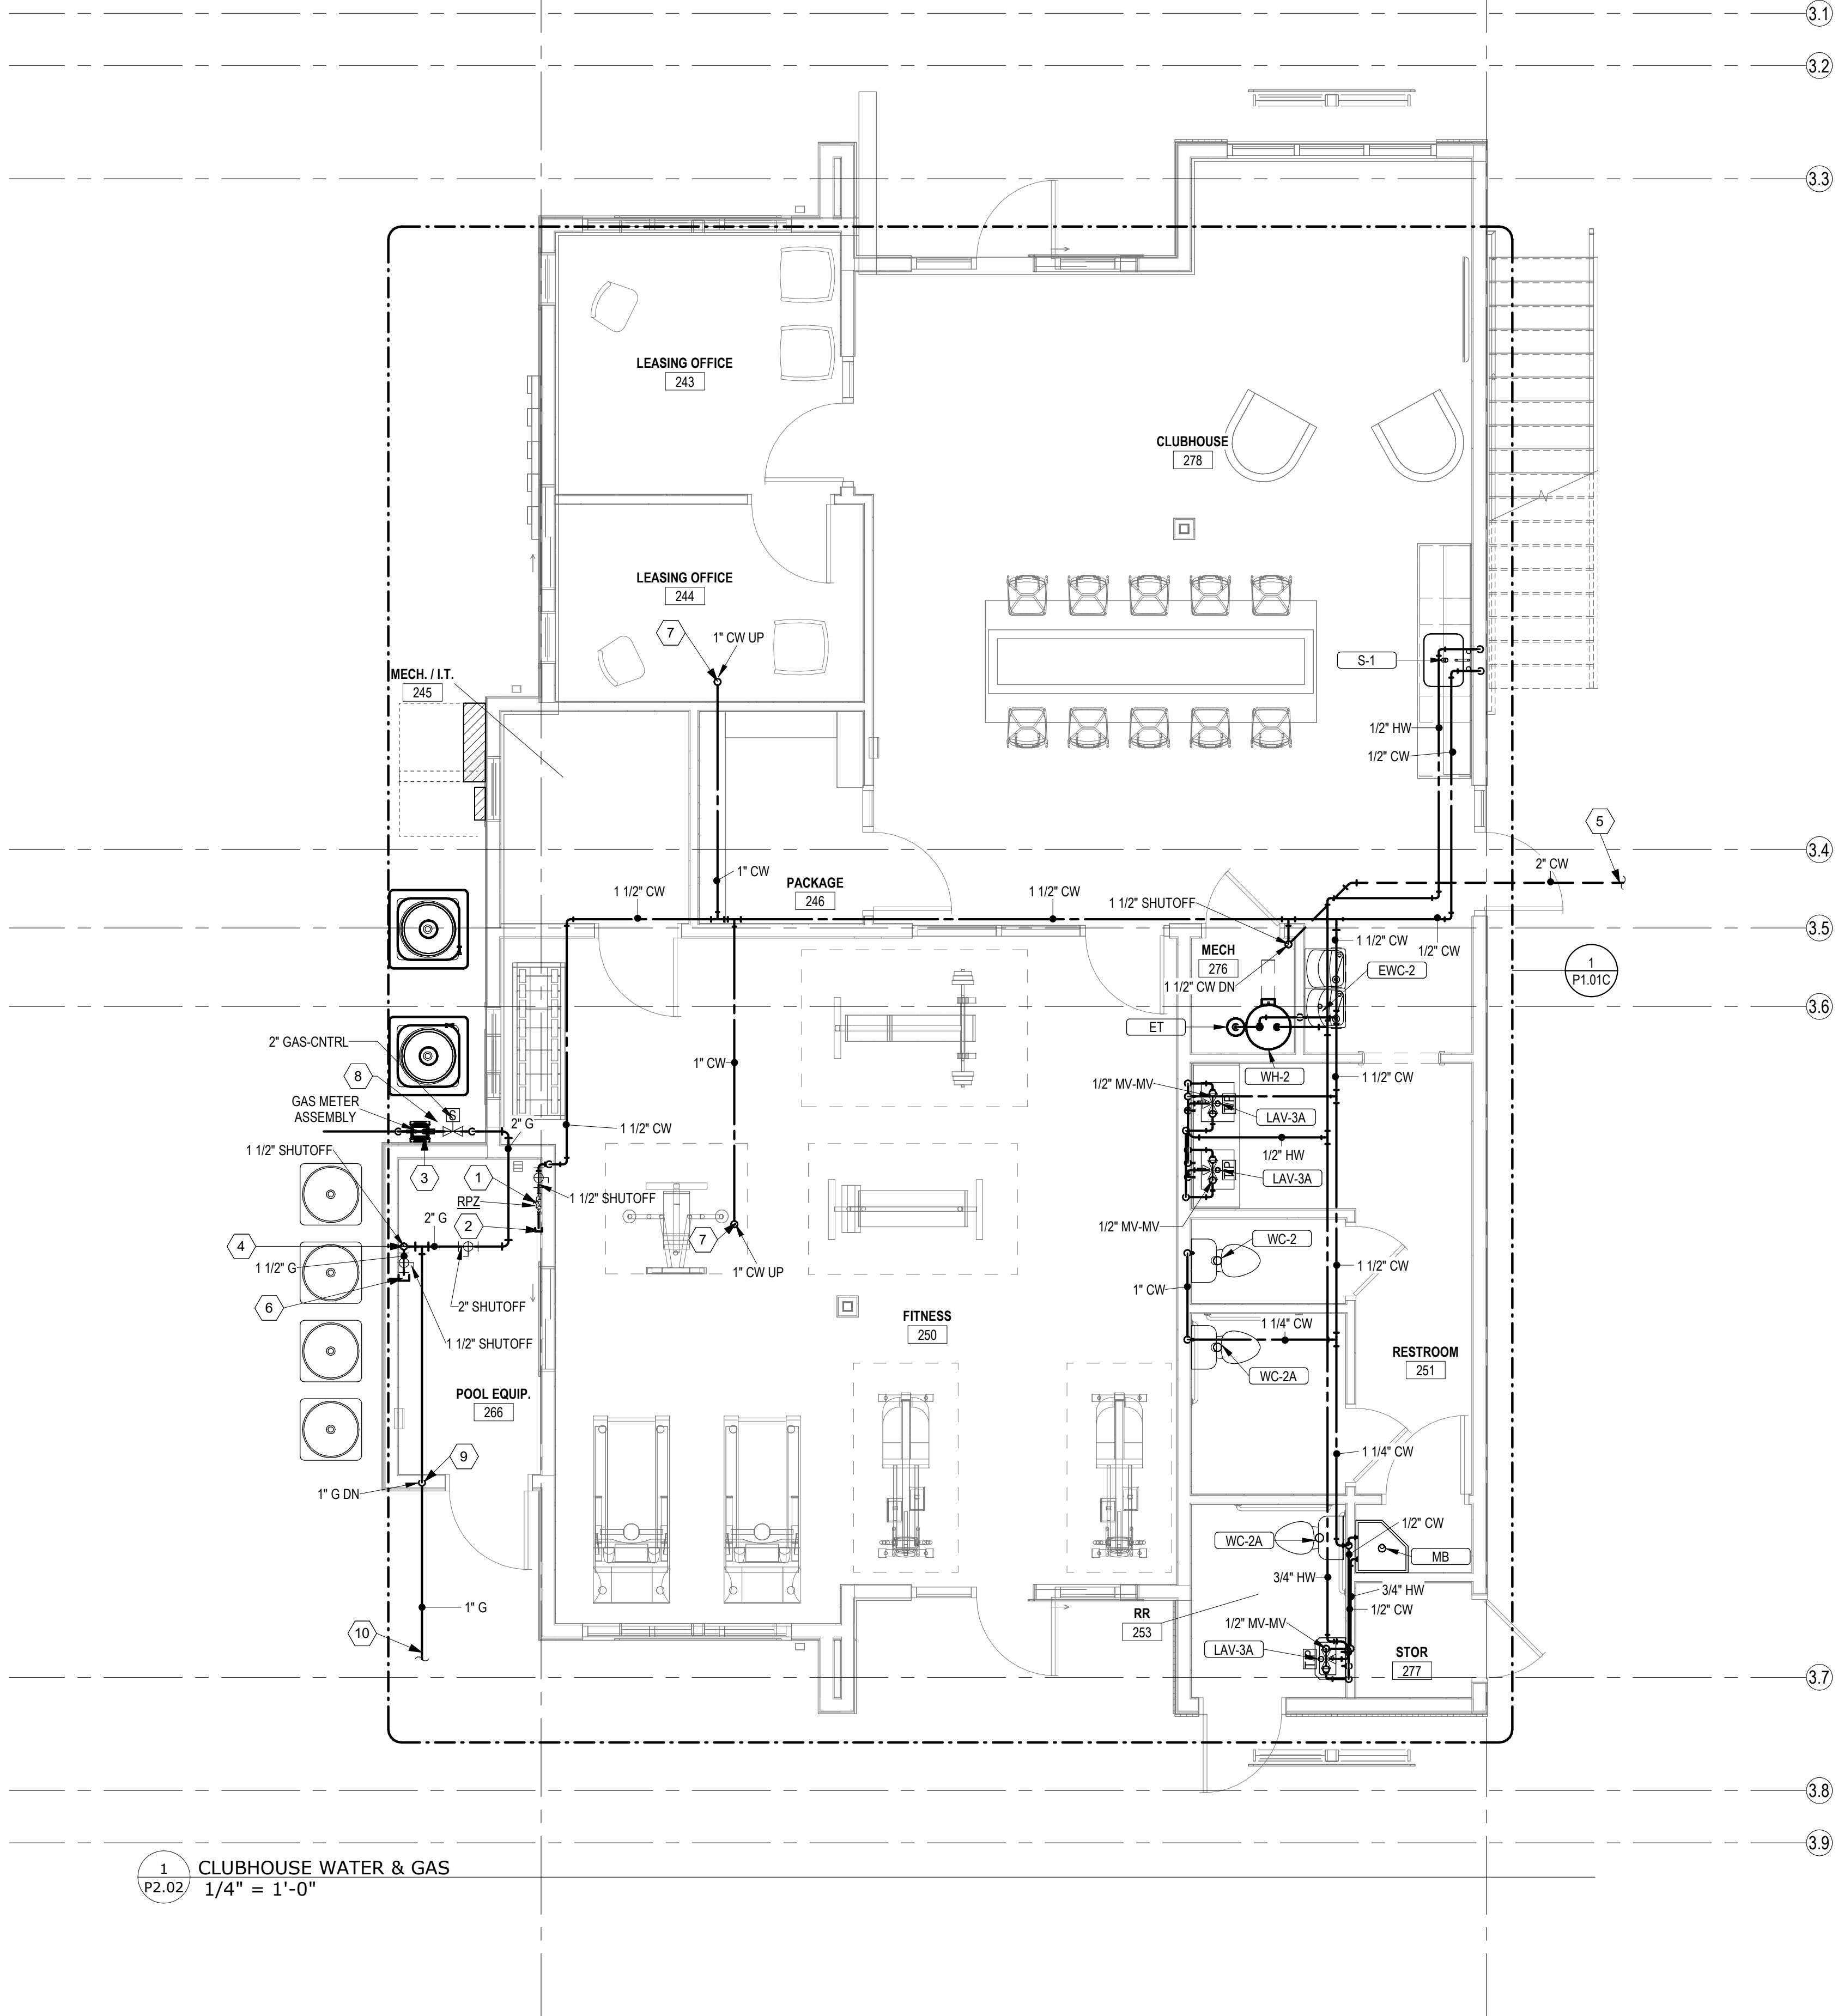 3.1
3.2
3.3
LEASING OFFICE
243
CLUBHOUSE
278
LEASING OFFICE
244
7
1" CW UP
S-1
MECH. / I.T.
245
1/2" HW
1/2" CW
5
2" CW
3.4
1" CW
PACKAGE
246
1 1/2" CW
1 1/2" CW
1 1/2" SHUTOFF
3.5
1 1/2" CW
1/2" CW
MECH
276
EWC-2
1
P1.01C
1 1/2" CW DN
3.6
ET
2" GAS-CNTRL
1" CW
8
WH-2
1 1/2" CW
1/2" MV-MV
GAS METER
ASSEMBLY
S
TP
LAV-3A
2" G
1 1/2" CW
1 1/2" SHUTOFF
1/2" HW
3
1
TP
LAV-3A
1 1/2" SHUTOFF
RPZ
2" G
2
1/2" MV-MV
4
7
WC-2
1 1/2" G
1" CW UP
1 1/2" CW
1" CW
6
2" SHUTOFF
FITNESS
250
1 1/4" CW
1 1/2" SHUTOFF
RESTROOM
251
WC-2A
POOL EQUIP.
266
9
1 1/4" CW
1" G DN
1/2" CW
WC-2A
MB
3/4" HW
3/4" HW
1" G
1/2" CW
RR
253
1/2" MV-MV
10
LAV-3A
TP
STOR
277
3.7
3.8
3.9
1
P2.02
CLUBHOUSE WATER & GAS
1/4" = 1'-0"